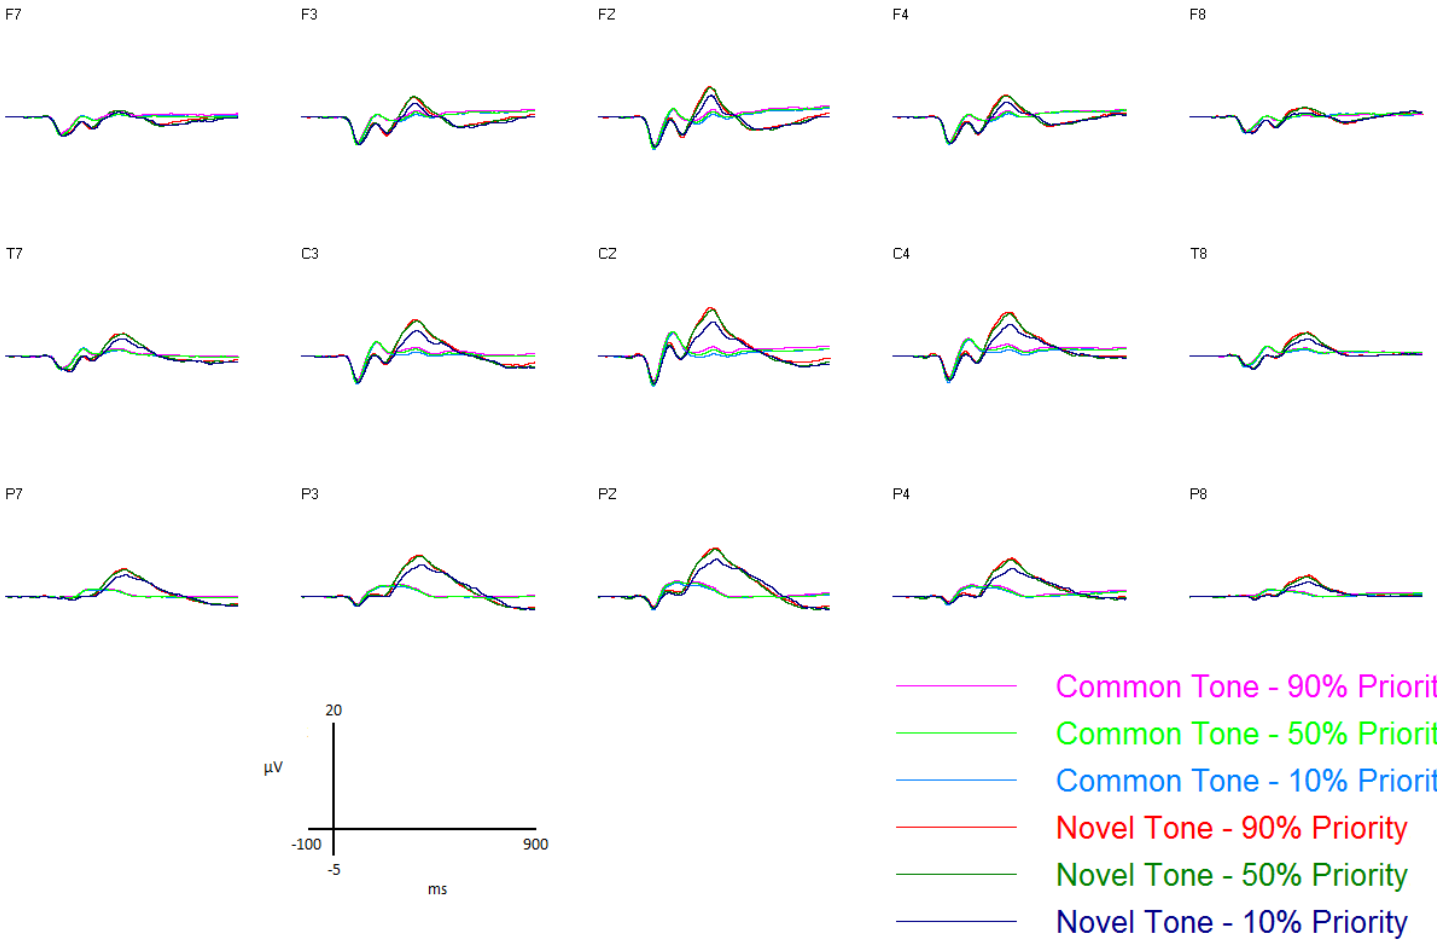 F7 F3 FZ F4 F8
T7 C3 CZ C4 T8
P7 P3 PZ P4 P8
20
µV
-100 900
-5
ms
Common Tone - 90% Priorit
Common Tone - 50% Priorit
Common Tone - 10% Priorit
Novel Tone - 90% Priority
Novel Tone - 50% Priority
Novel Tone - 10% Priority